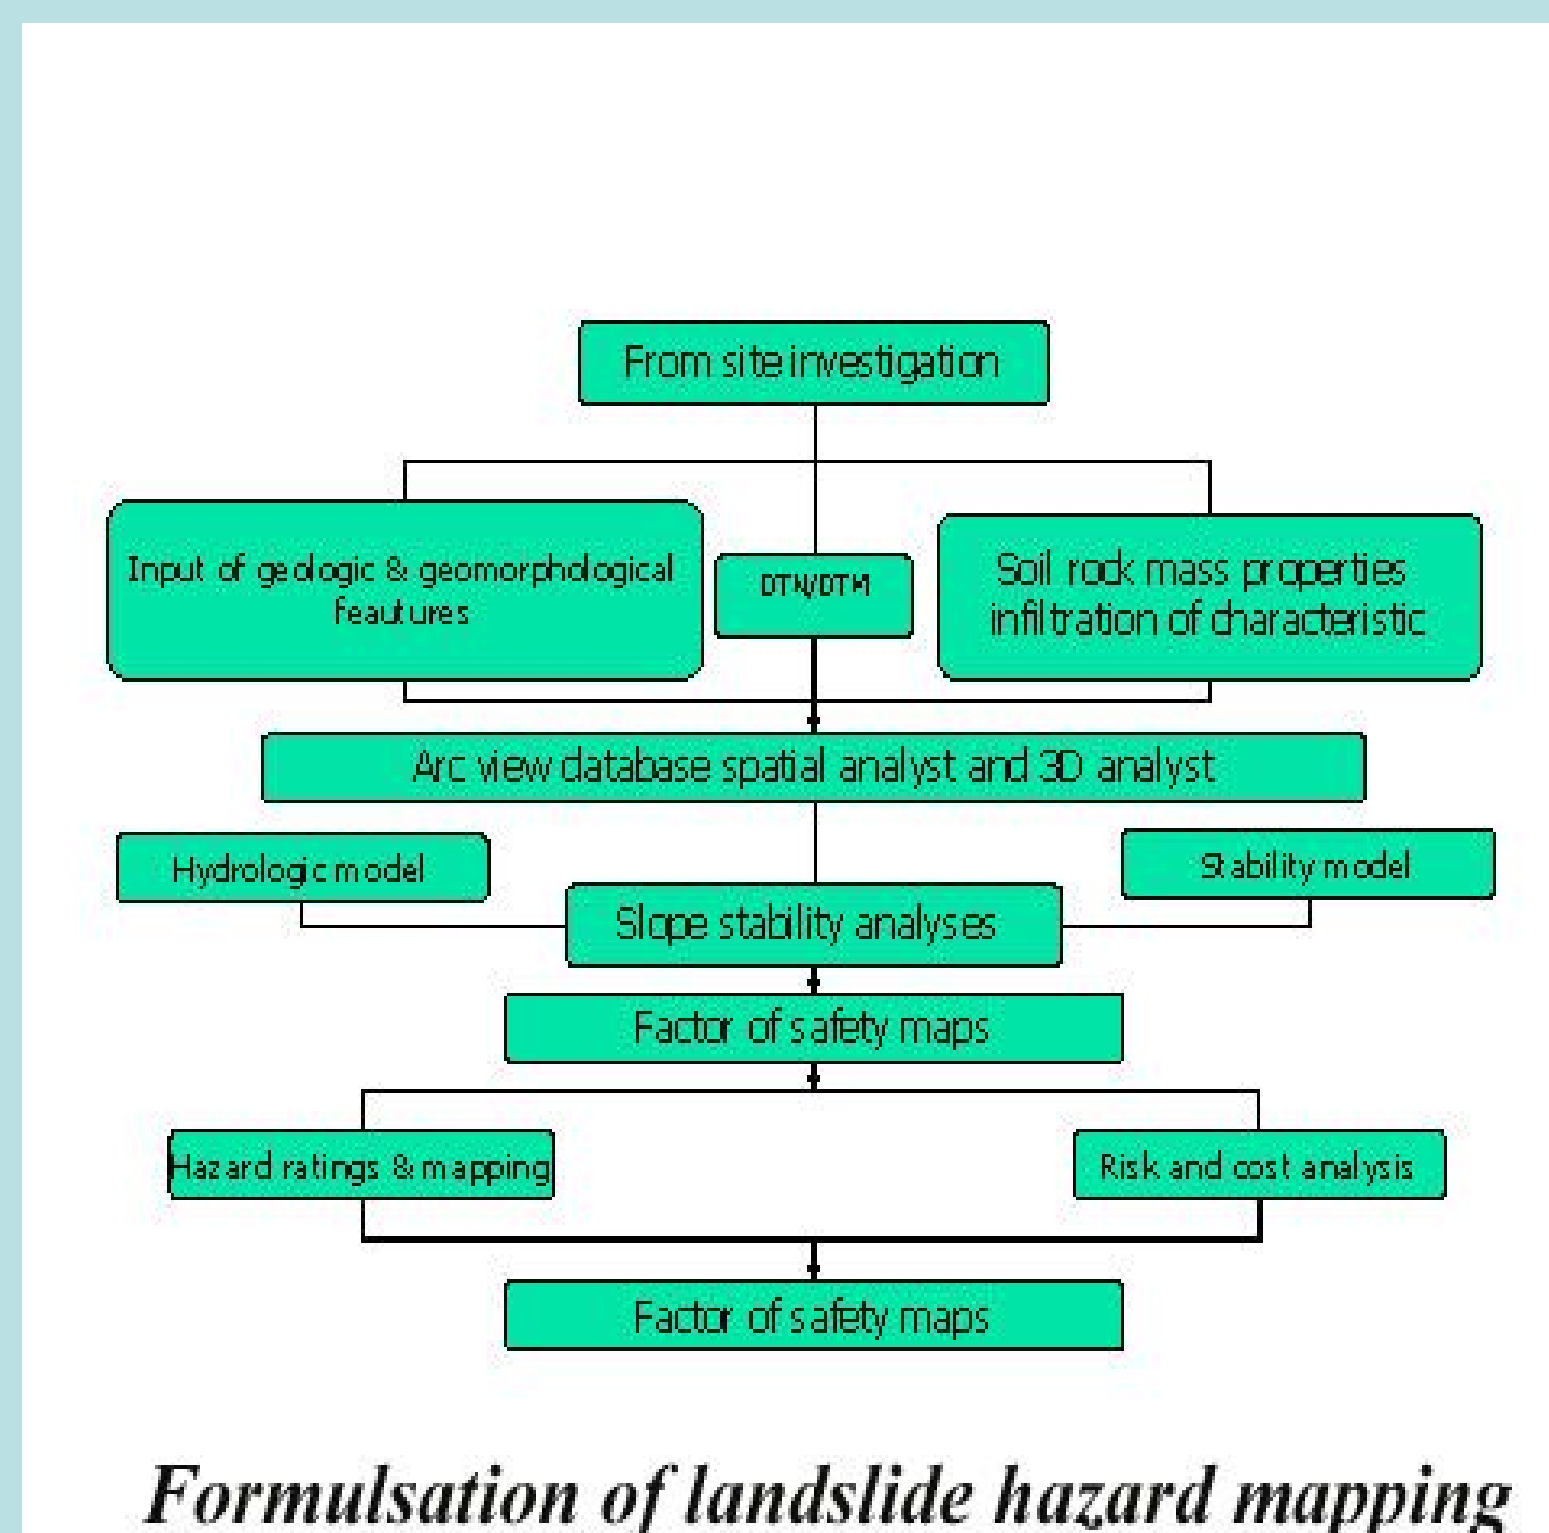 From site investigation
Input of geologic & geomorphological
feautures
DTN/DTM
Soil rock mass properties
infiltration of characteristic
Arc view database spatial analyst and 3D analyst
Hydrologic model
Stability model
Slope stability analyses
Factor of safety maps
Hazard ratings & mapping
Risk and cost analysis
Factor of safety maps
Formulsation of landslide hazard mapping